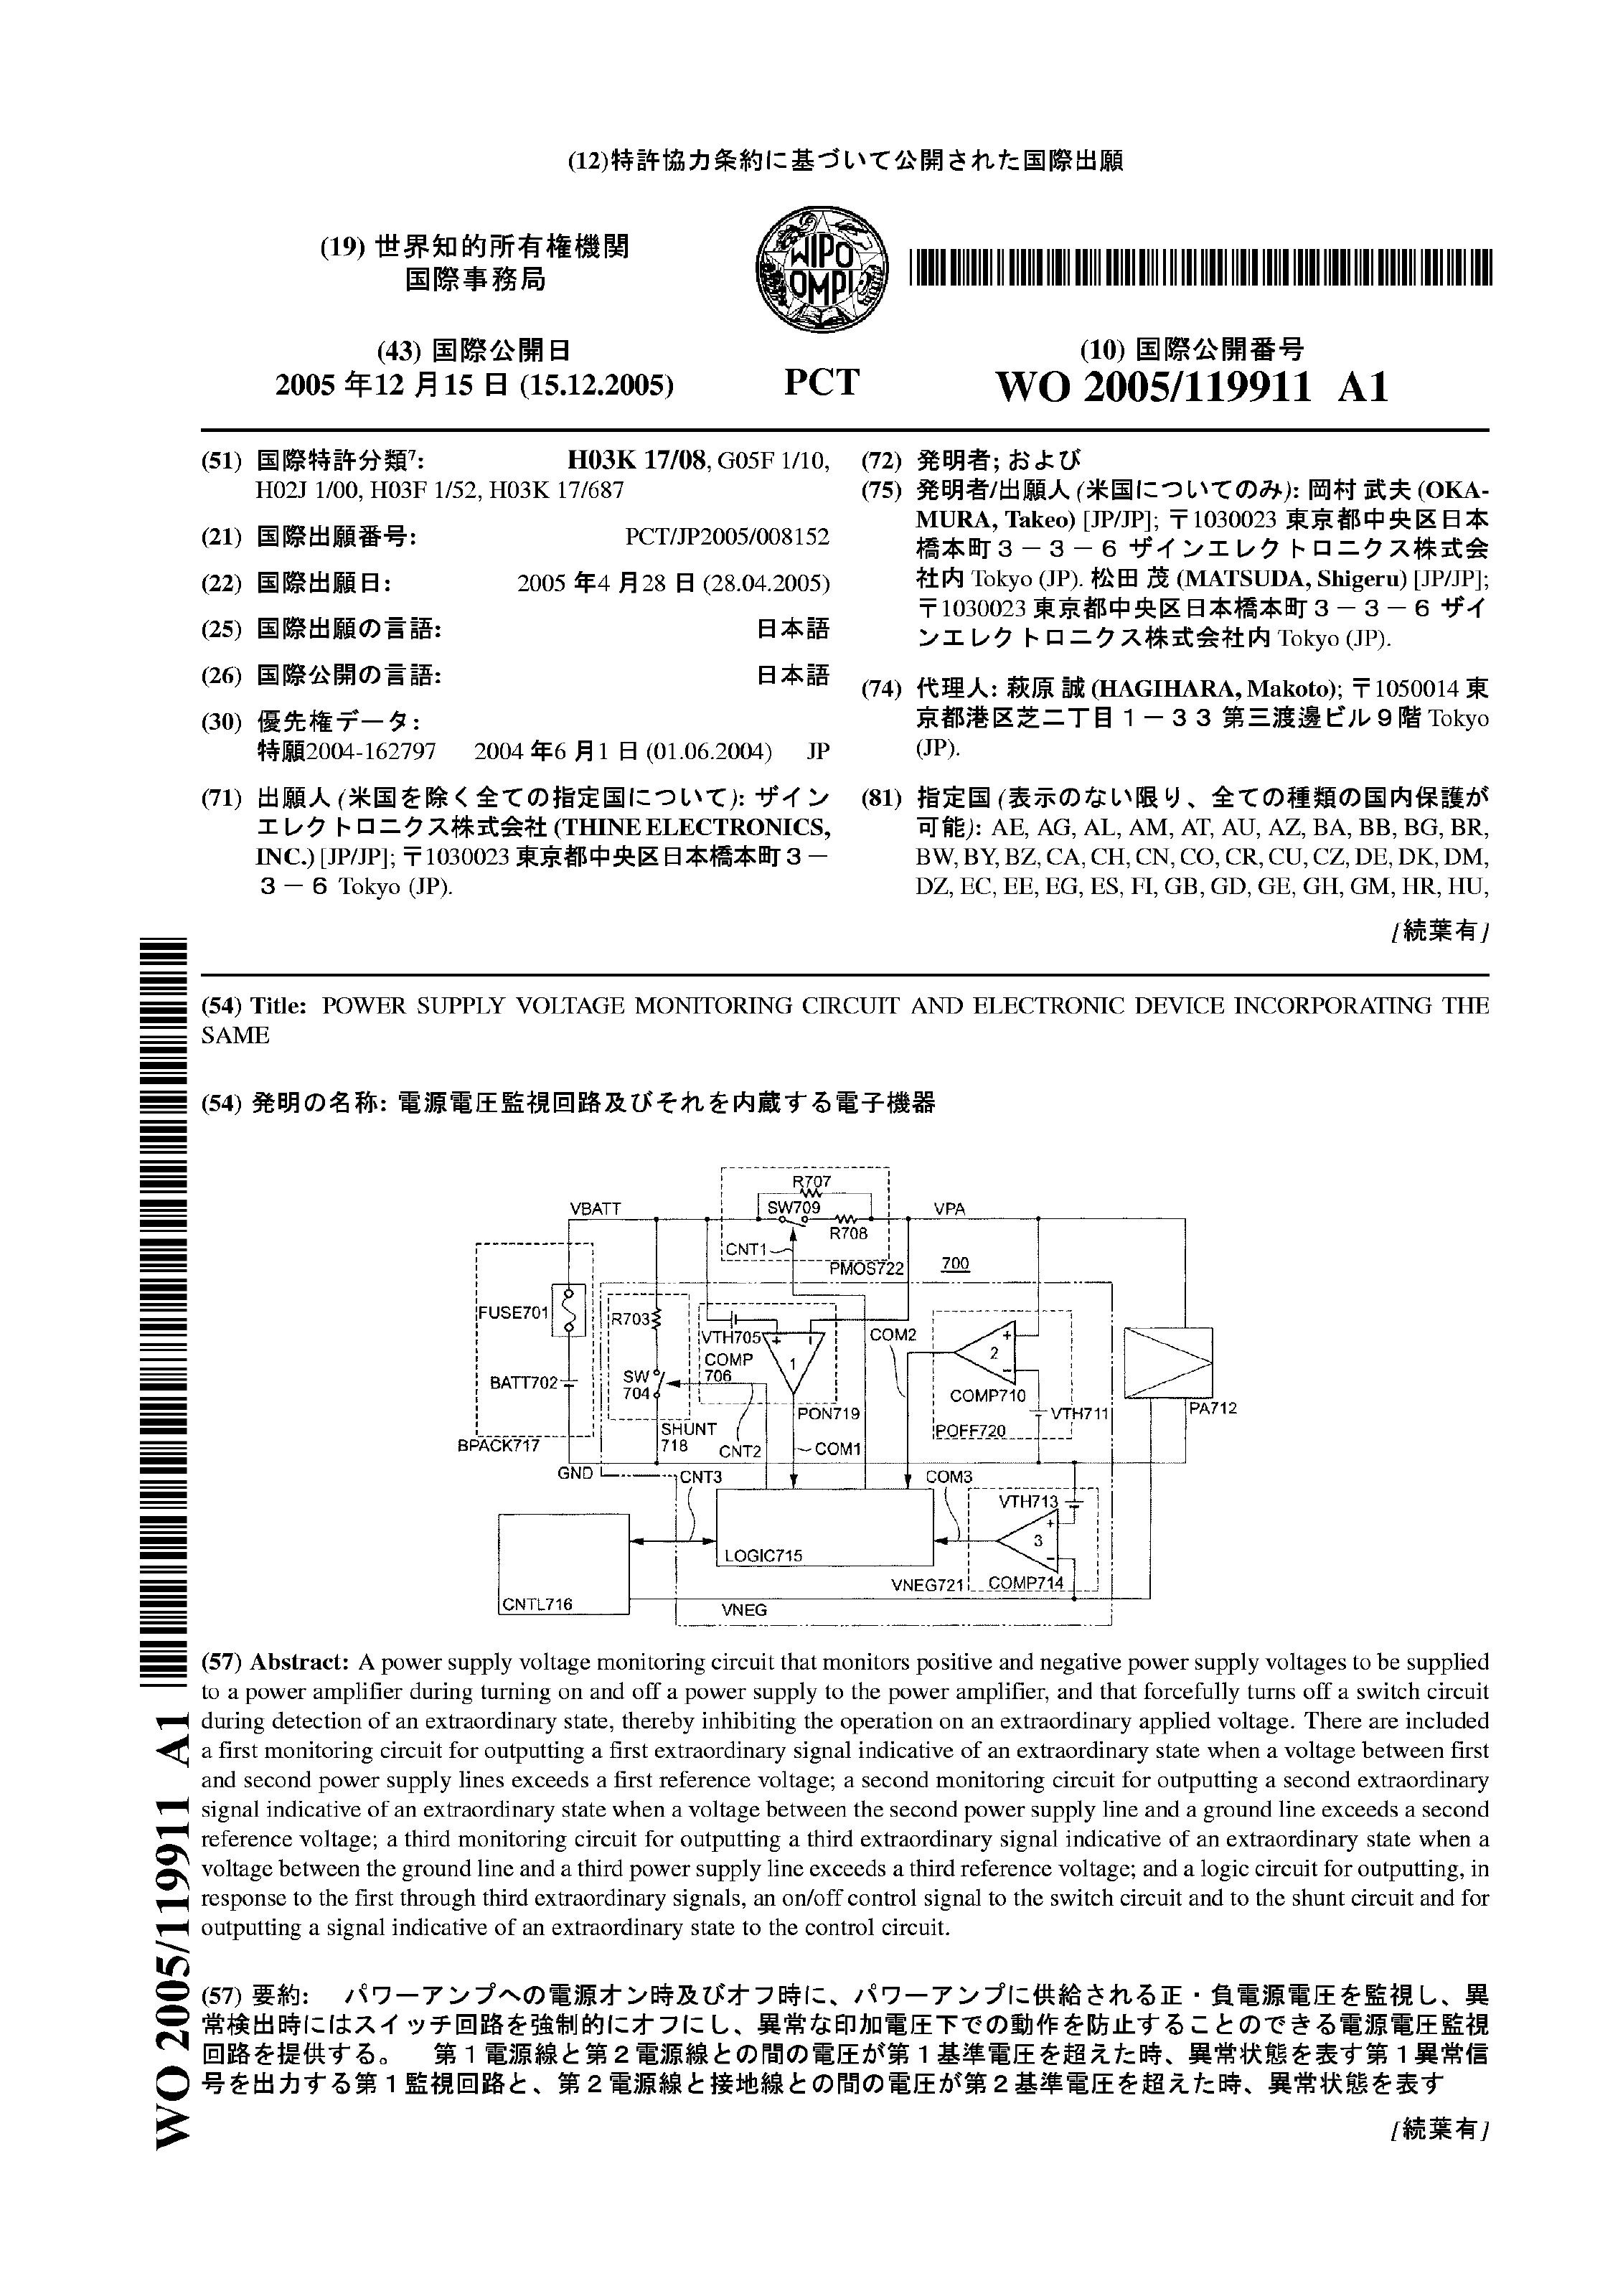 (12)特許協力条約に基づいて公開された国際出願
(19) 世界知的所有権機関
国際事務局
WIPO
OMPI
(43) 国際公開日
2005 年12 月15 日 (15.12.2005)
PCT
(10) 国際公開番号
WO 2005/119911 A1
(51) 国際特許分類7: H03K 17/08, G05F 1/10,
H02J 1/00, H03F 1/52, H03K 17/687
(21) 国際出願番号: PCT/JP2005/008152
(22) 国際出願日: 2005 年4 月28 日 (28.04.2005)
(25) 国際出願の言語: 日本語
(26) 国際公開の言語: 日本語
(30) 優先権データ:
特願2004-162797 2004 年6 月1 日 (01.06.2004) JP
(71) 出願人 (米国を除く全ての指定国について): ザイン
エレクトロニクス株式会社 (THINE ELECTRONICS,
INC.) [JP/JP]; 〒1030023 東京都中央区日本橋本町3－
3－6 Tokyo (JP).
(72) 発明者; および
(75) 発明者/出願人 (米国についてのみ): 岡村 武夫 (OKA-
MURA, Takeo) [JP/JP]; 〒1030023 東京都中央区日本
橋本町3－3－6 ザインエレクトロニクス株式会
社内 Tokyo (JP). 松田 茂 (MATSUDA, Shigeru) [JP/JP];
〒1030023 東京都中央区日本橋本町3－3－6 ザイ
ンエレクトロニクス株式会社内 Tokyo (JP).
(74) 代理人: 萩原 誠 (HAGIHARA, Makoto); 〒1050014 東
京都港区芝二丁目1－33 第三渡邊ビル9階 Tokyo
(JP).
(81) 指定国 (表示のない限り、全ての種類の国内保護が
可能): AE, AG, AL, AM, AT, AU, AZ, BA, BB, BG, BR,
BW, BY, BZ, CA, CH, CN, CO, CR, CU, CZ, DE, DK, DM,
DZ, EC, EE, EG, ES, FI, GB, GD, GE, GH, GM, HR, HU,
[続葉有]
(54) Title: POWER SUPPLY VOLTAGE MONITORING CIRCUIT AND ELECTRONIC DEVICE INCORPORATING THE
SAME
(54) 発明の名称: 電源電圧監視回路及びそれを内蔵する電子機器
R707
VBATT
SW709
VPA
R708
CNT1
PMOS722
700
FUSE701
R703
VTH705
+
COM2
+
2
−
COMP
706
1
BATT702
SW
704
COMP710
VTH711
PA712
PON719
POFF720
SHUNT
718
BPACK717
CNT2
COM1
GND
CNT3
COM3
VTH713
+
3
−
LOGIC715
VNEG721
COMP714
CNTL716
VNEG
(57) Abstract: A power supply voltage monitoring circuit that monitors positive and negative power supply voltages to be supplied
to a power amplifier during turning on and off a power supply to the power amplifier, and that forcefully turns off a switch circuit
during detection of an extraordinary state, thereby inhibiting the operation on an extraordinary applied voltage. There are included
a first monitoring circuit for outputting a first extraordinary signal indicative of an extraordinary state when a voltage between first
and second power supply lines exceeds a first reference voltage; a second monitoring circuit for outputting a second extraordinary
signal indicative of an extraordinary state when a voltage between the second power supply line and a ground line exceeds a second
reference voltage; a third monitoring circuit for outputting a third extraordinary signal indicative of an extraordinary state when a
voltage between the ground line and a third power supply line exceeds a third reference voltage; and a logic circuit for outputting, in
response to the first through third extraordinary signals, an on/off control signal to the switch circuit and to the shunt circuit and for
outputting a signal indicative of an extraordinary state to the control circuit.
(57) 要約: パワーアンプへの電源オン時及びオフ時に、パワーアンプに供給される正・負電源電圧を監視し、異
常検出時にはスイッチ回路を強制的にオフにし、異常な印加電圧下での動作を防止することのできる電源電圧監視
回路を提供する。 第1電源線と第2電源線との間の電圧が第1基準電圧を超えた時、異常状態を表す第1異常信
号を出力する第1監視回路と、第2電源線と接地線との間の電圧が第2基準電圧を超えた時、異常状態を表す
[続葉有]
WO 2005/119911 A1